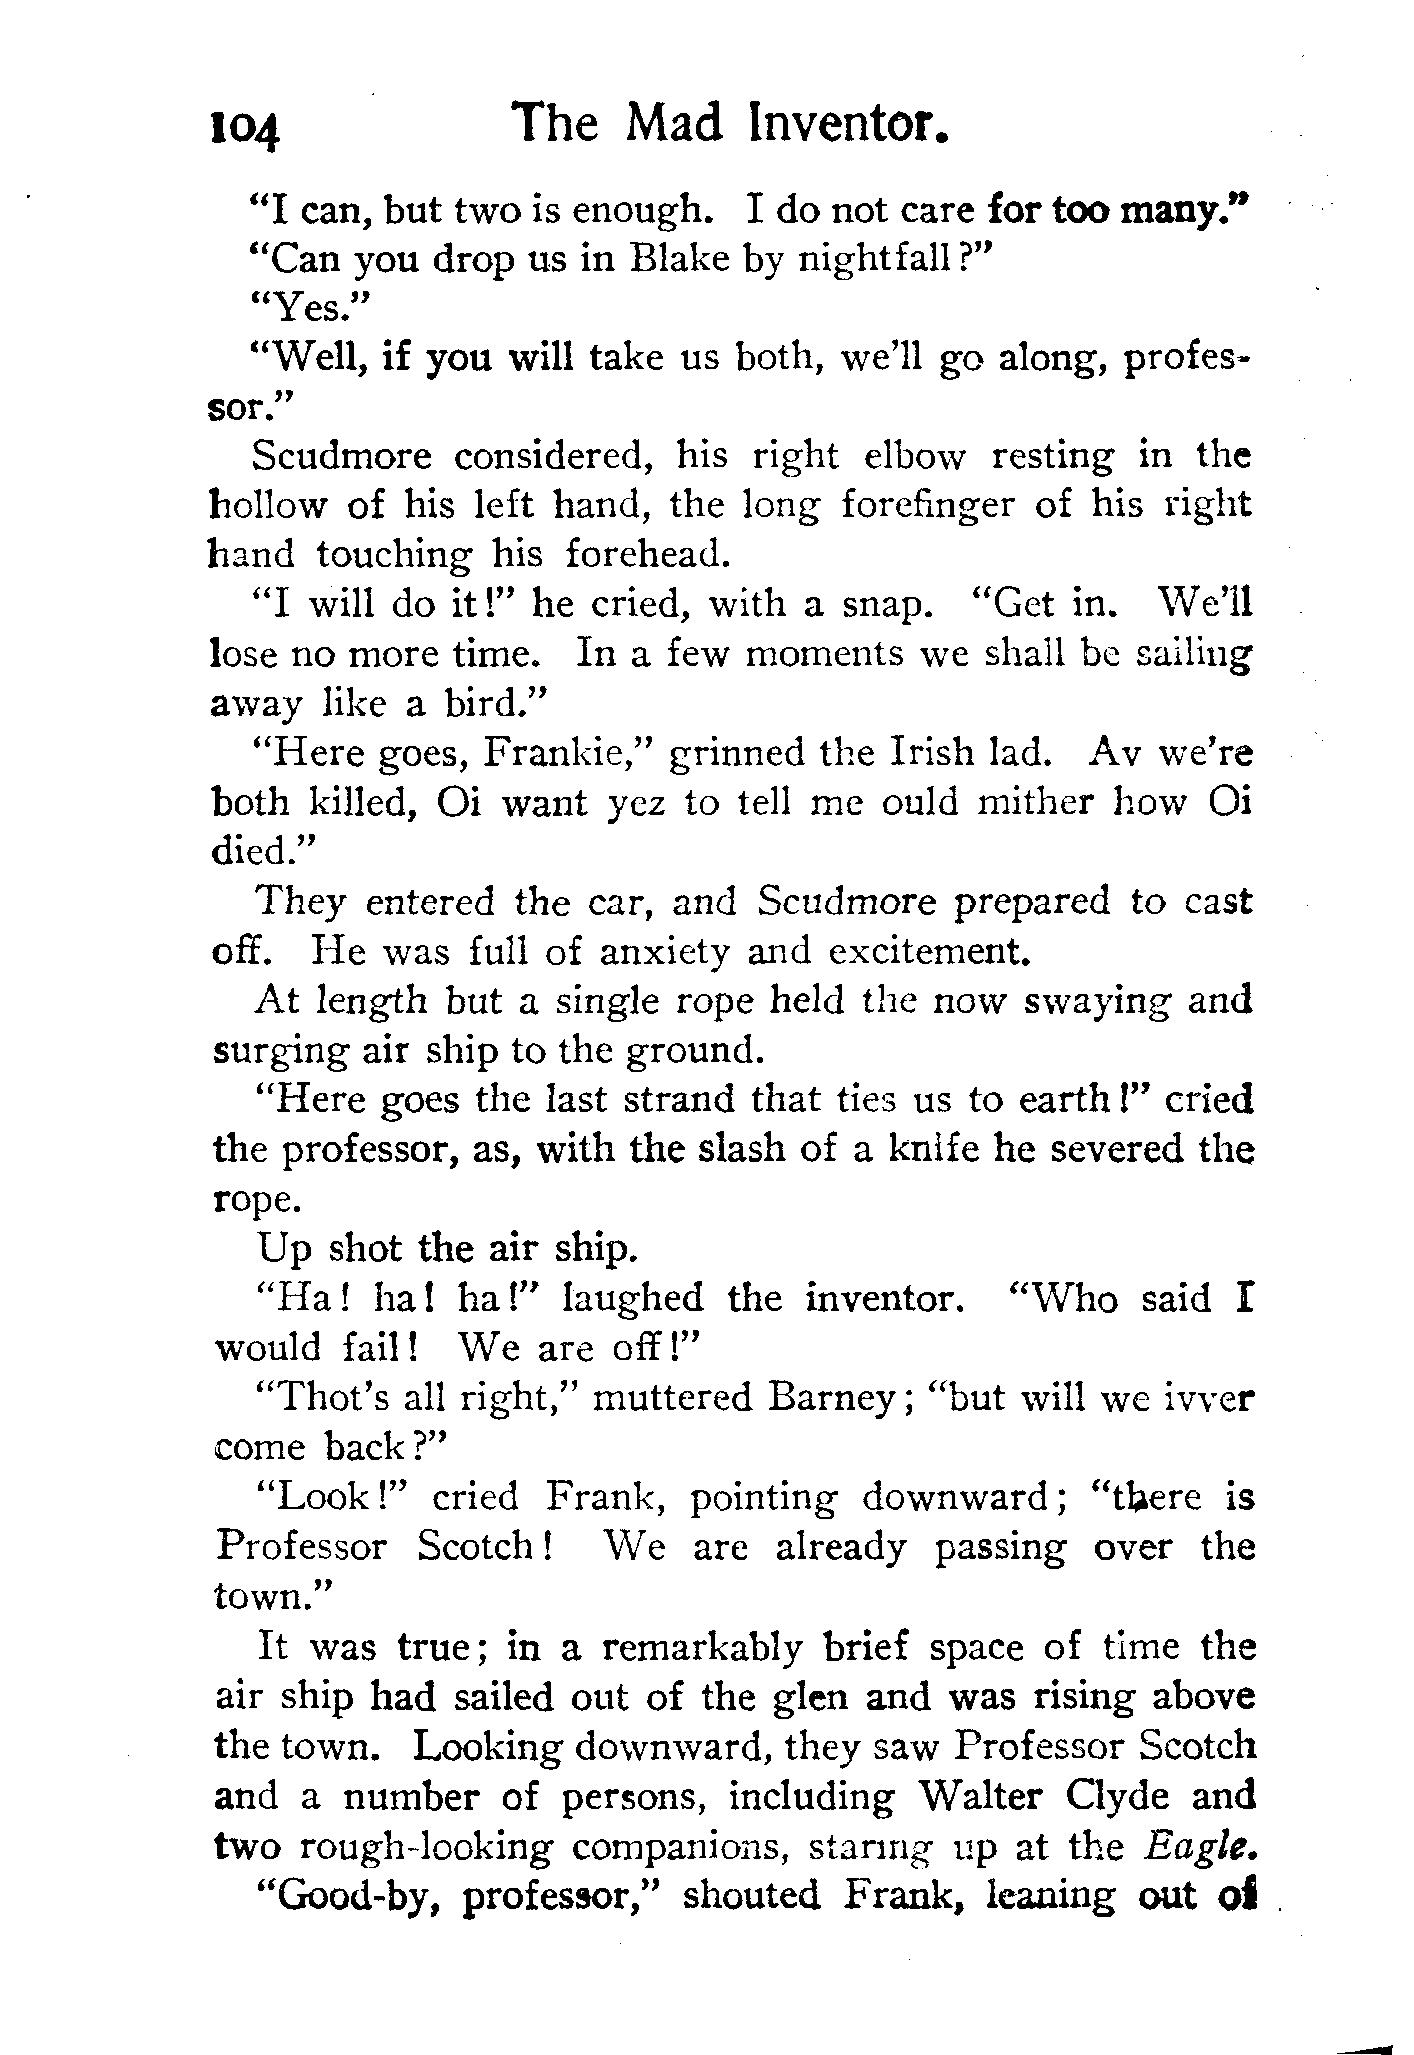 104 The Mad Inventor.
“I can, but two is enough. I do not care for too many.”
“Can you drop us in Blake by nightfall?”
“Yes.”
“Well, if you will take us both, we’ll go along, profes-
sor.”
Scudmore considered, his right elbow resting in the
hollow of his left hand, the long forefinger of his right
hand touching his forehead.
“I will do it!” he cried, with a snap. “Get in. We’ll
lose no more time. In a few moments we shall be sailing
away like a bird.”
“Here goes, Frankie,” grinned the Irish lad. Av we’re
both killed, Oi want yez to tell me ould mither how Oi
died.”
They entered the car, and Scudmore prepared to cast
off. He was full of anxiety and excitement.
At length but a single rope held the now swaying and
surging air ship to the ground.
“Here goes the last strand that ties us to earth!” cried
the professor, as, with the slash of a knife he severed the
rope.
Up shot the air ship.
“Ha! ha! ha!” laughed the inventor. “Who said I
would fail! We are off!”
“Thot’s all right,” muttered Barney; “but will we ivver
come back?”
“Look!” cried Frank, pointing downward; “there is
Professor Scotch! We are already passing over the
town.”
It was true; in a remarkably brief space of time the
air ship had sailed out of the glen and was rising above
the town. Looking downward, they saw Professor Scotch
and a number of persons, including Walter Clyde and
two rough-looking companions, staring up at the Eagle.
“Good-by, professor,” shouted Frank, leaning out of